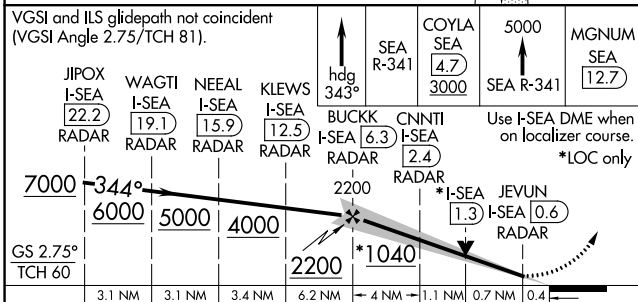 VGSI and ILS glidepath not coincident
(VGSI Angle 2.75/TCH 81).
hdg
343°
SEA
R-341
COYLA
SEA
4.7
3000
5000
SEA R-341
MGNUM
SEA
12.7
JIPOX
I-SEA
22.2
RADAR
WAGTI
I-SEA
19.1
RADAR
NEEAL
I-SEA
15.9
RADAR
KLEWS
I-SEA
12.5
RADAR
BUCKK
I-SEA 6.3
RADAR
CNNTI
I-SEA
2.4
RADAR
Use I-SEA DME when
on localizer course.
*LOC only
*I-SEA
1.3
JEVUN
I-SEA 0.6
RADAR
7000
344°
6000
5000
4000
2200
2200
*1040
GS 2.75°
TCH 60
3.1 NM
3.1 NM
3.4 NM
6.2 NM
4 NM
1.1 NM
0.7 NM
0.4